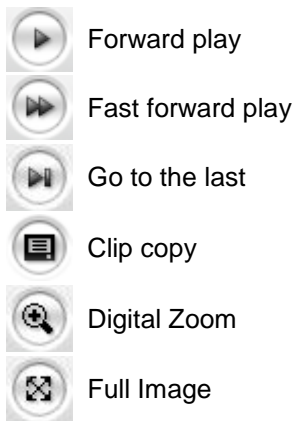 Forward play
Fast forward play
Go to the last
Clip copy
Digital Zoom
Full Image